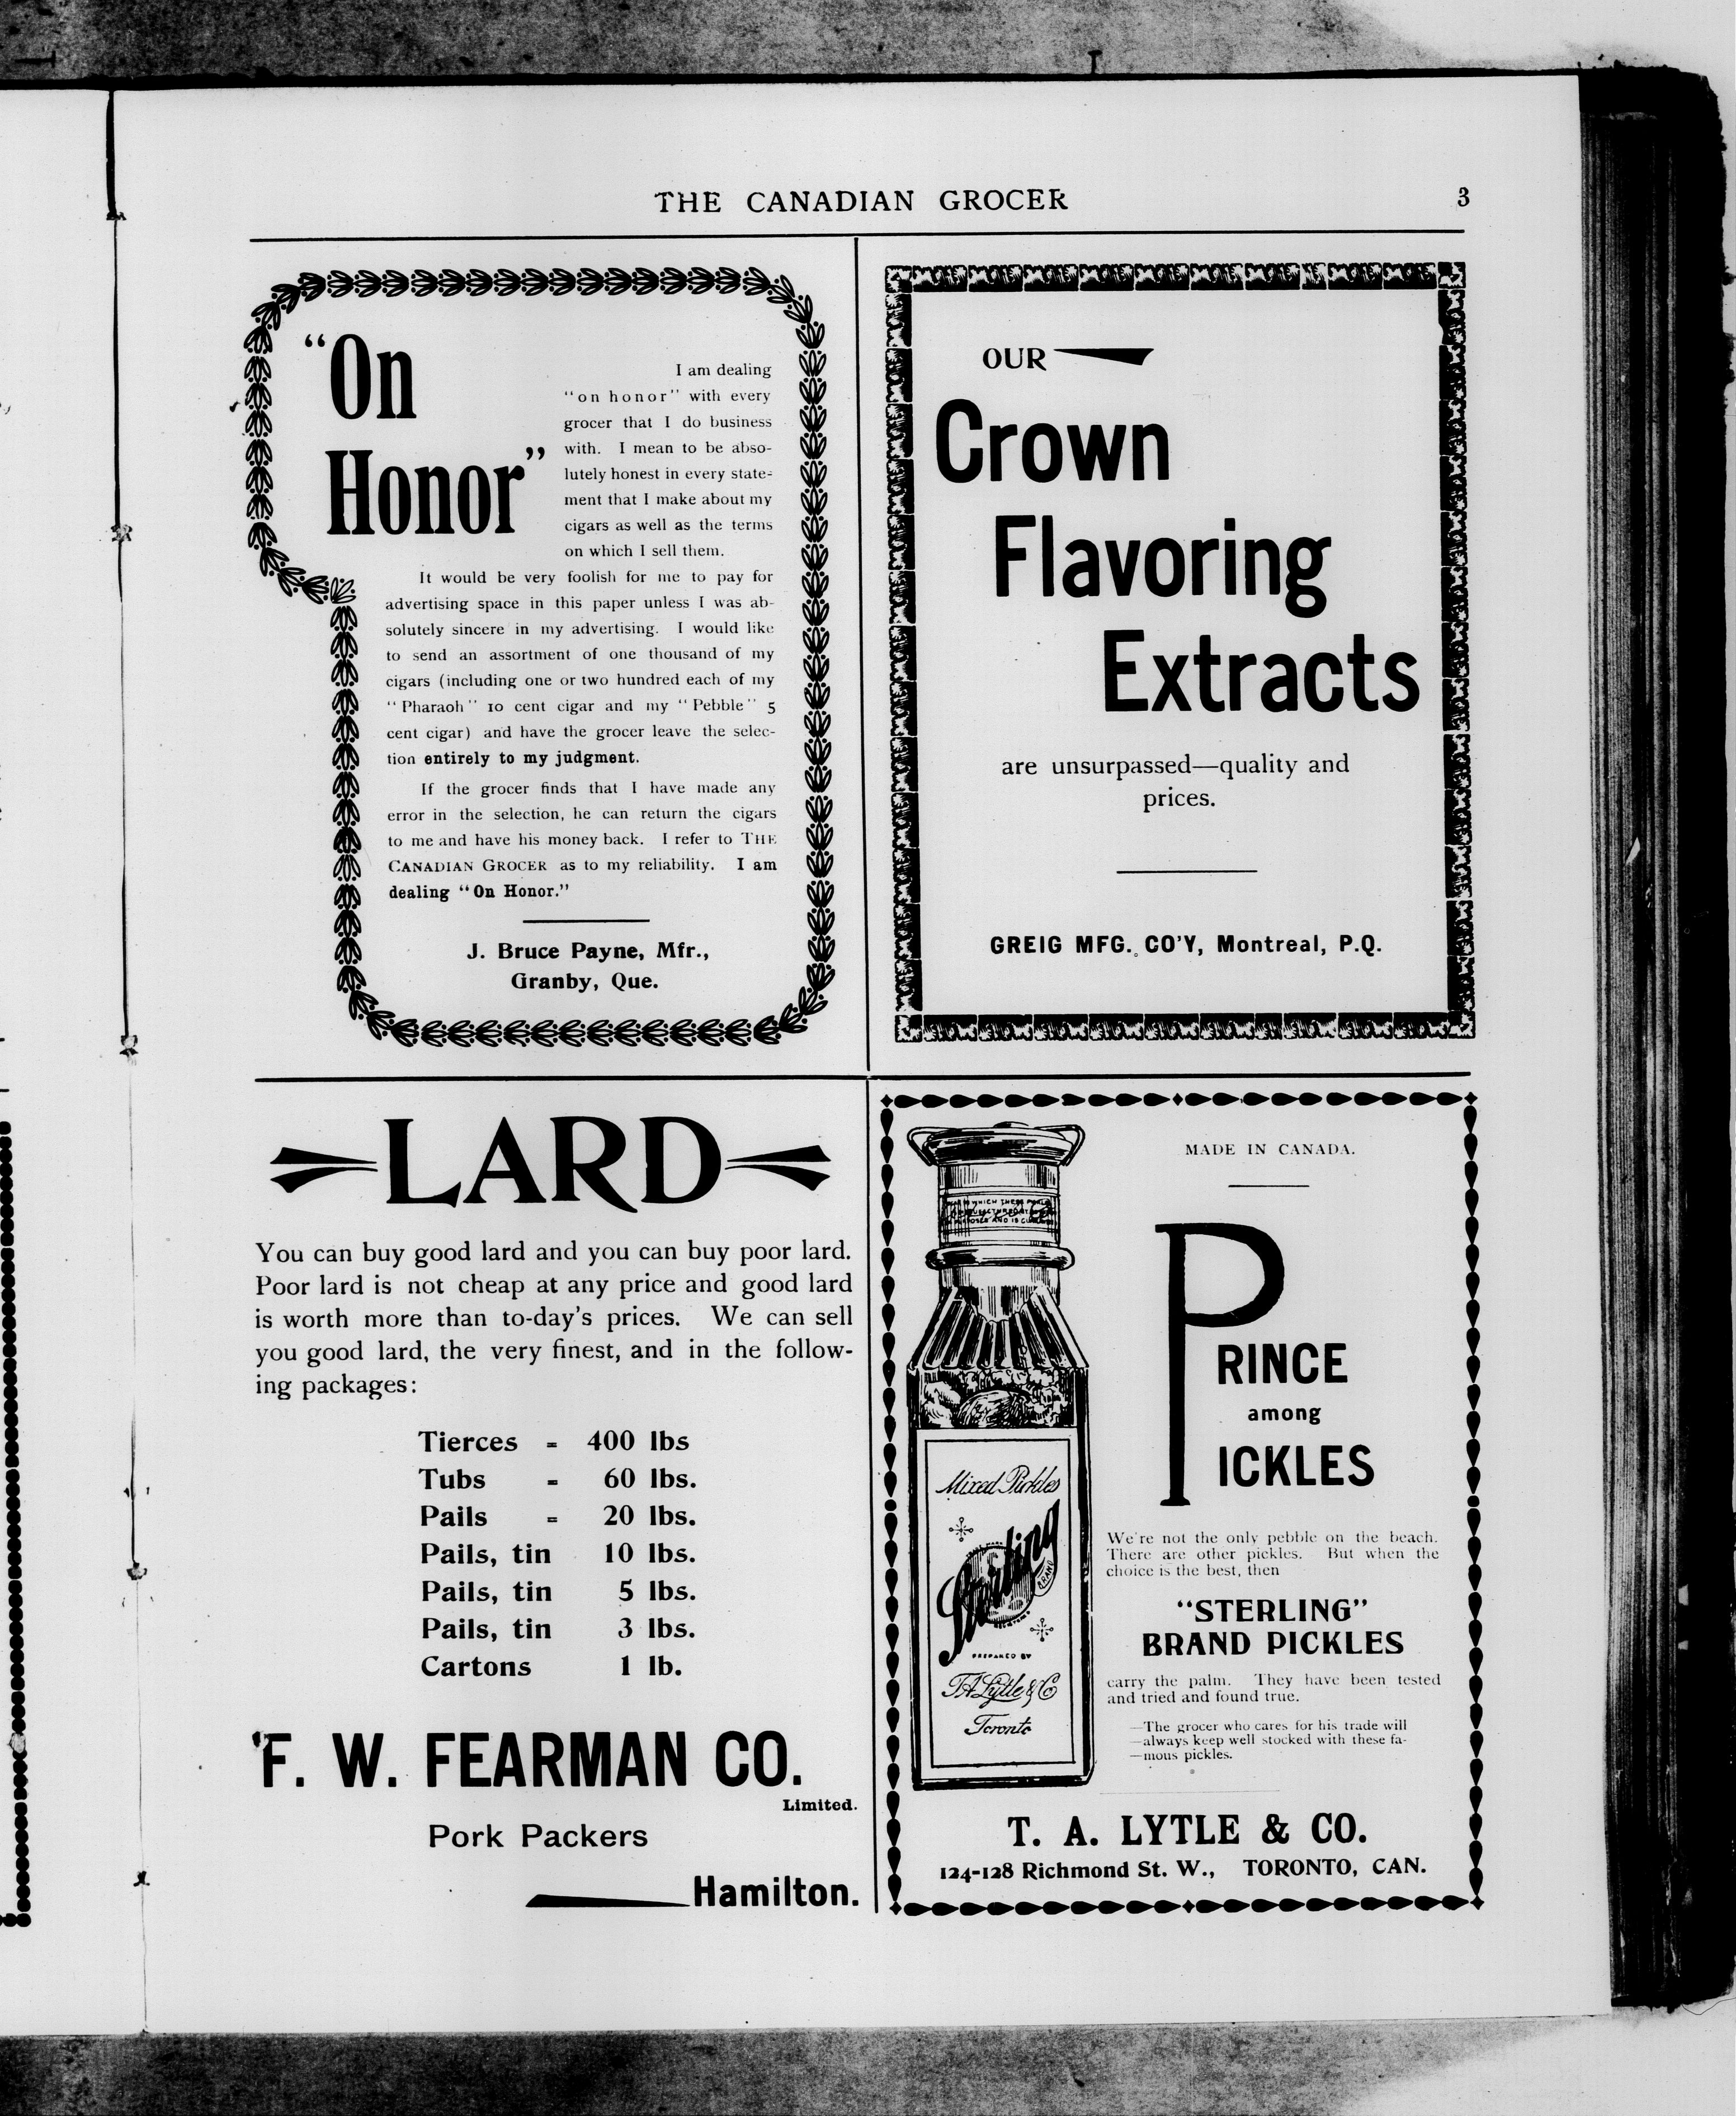 THE CANADIAN GROCER
3
“On
Honor”
I am dealing
“on honor” with every
grocer that I do business
with. I mean to be abso-
lutely honest in every state-
ment that I make about my
cigars as well as the terms
on which I sell them.
It would be very foolish for me to pay for
advertising space in this paper unless I was ab-
solutely sincere in my advertising. I would like
to send an assortment of one thousand of my
cigars (including one or two hundred each of my
“Pharaoh” 10 cent cigar and my “Pebble” 5
cent cigar) and have the grocer leave the selec-
tion entirely to my judgment.
If the grocer finds that I have made any
error in the selection, he can return the cigars
to me and have his money back. I refer to THE
CANADIAN GROCER as to my reliability. I am
dealing “On Honor.”
J. Bruce Payne, Mfr.,
Granby, Que.
OUR
Crown
Flavoring
Extracts
are unsurpassed—quality and
prices.
GREIG MFG. CO'Y, Montreal, P.Q.
LARD
You can buy good lard and you can buy poor lard.
Poor lard is not cheap at any price and good lard
is worth more than to-day's prices. We can sell
you good lard, the very finest, and in the follow-
ing packages:
Tierces - 400 lbs
Tubs - 60 lbs.
Pails - 20 lbs.
Pails, tin 10 lbs.
Pails, tin 5 lbs.
Pails, tin 3 lbs.
Cartons 1 lb.
F. W. FEARMAN CO.
Limited.
Pork Packers
Hamilton.
MADE IN CANADA.
PRINCE
among
ICKLES
Mixed Pickles
Sterling
BRAND
PREPARED BY
T.A. Lytle & Co
Toronto
We're not the only pebble on the beach.
There are other pickles. But when the
choice is the best, then
“STERLING”
BRAND PICKLES
carry the palm. They have been tested
and tried and found true.
—The grocer who cares for his trade will
—always keep well stocked with these fa-
—mous pickles.
T. A. LYTLE & CO.
124-128 Richmond St. W., TORONTO, CAN.